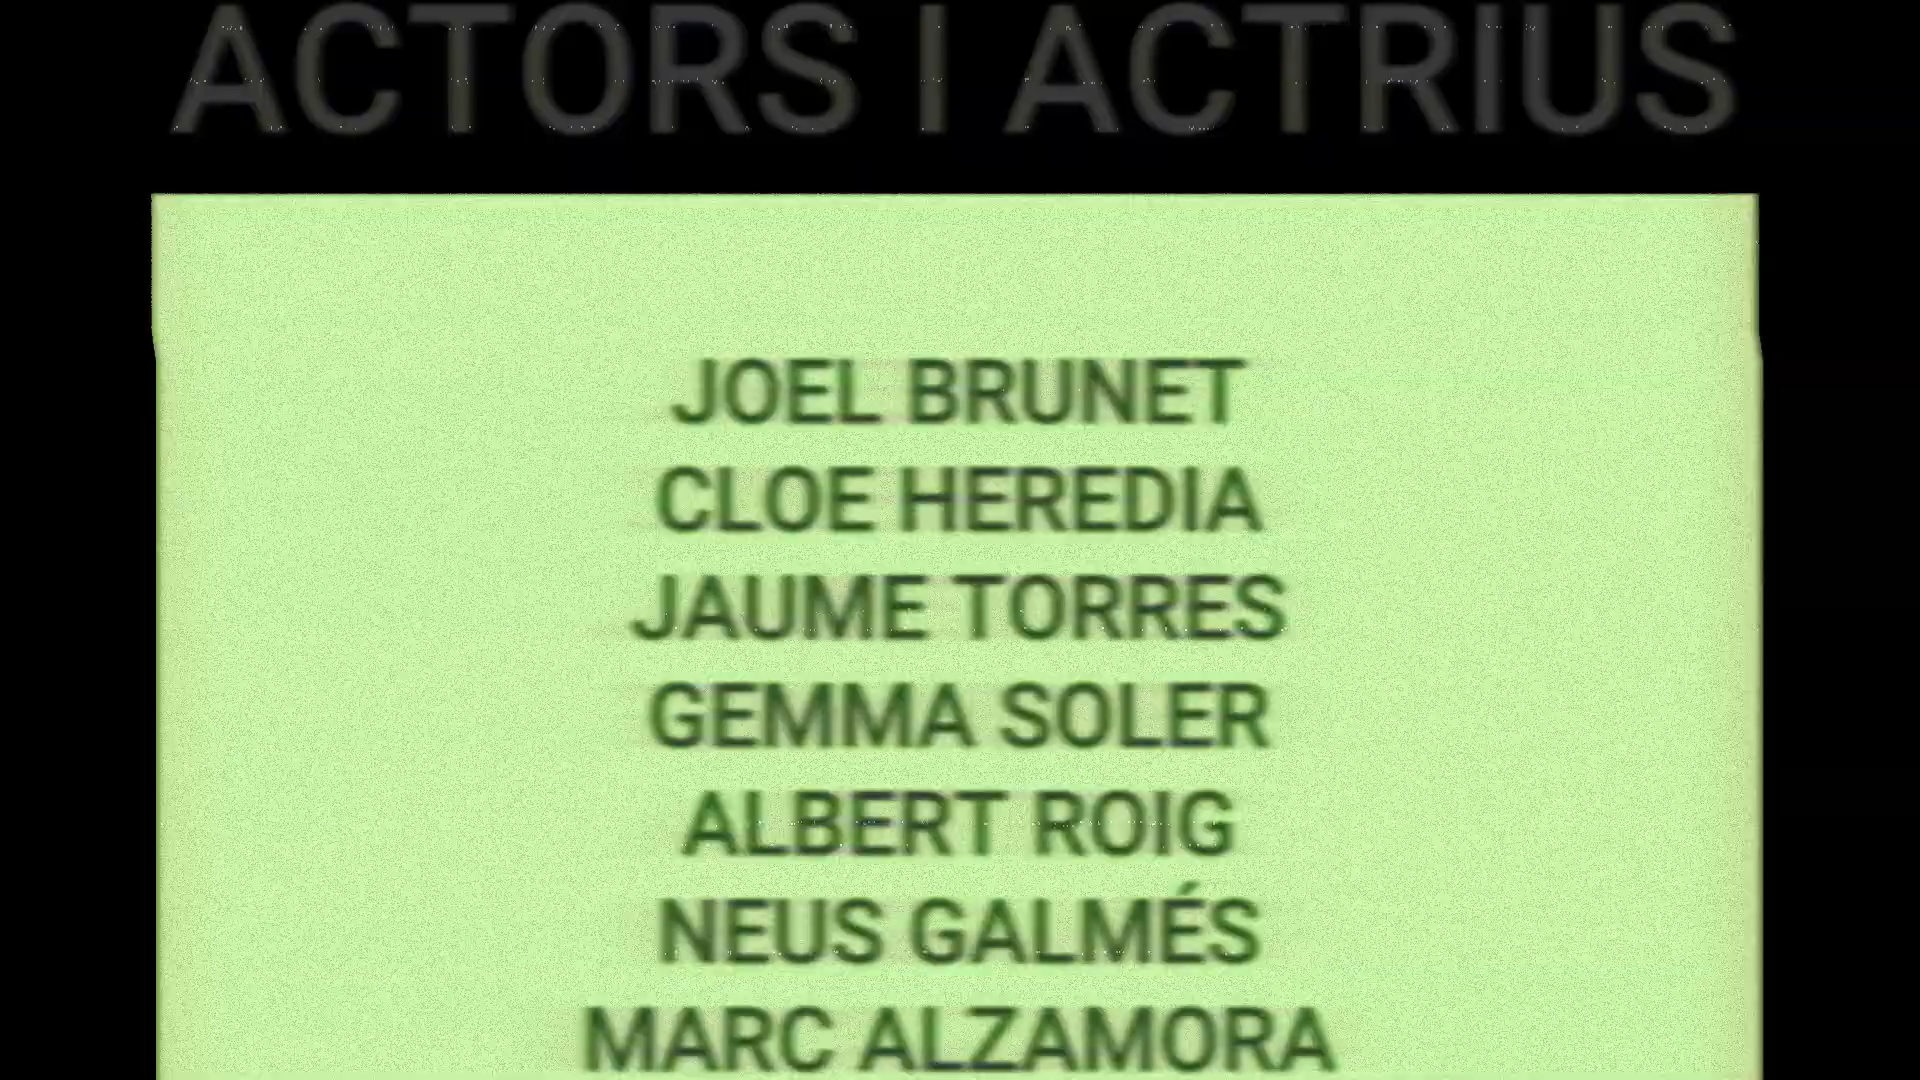 ACTORS I ACTRIUS
JOEL BRUNET
CLOE HEREDIA
JAUME TORRES
GEMMA SOLER
ALBERT ROIG
NEUS GALMÉS
MARC ALZAMORA